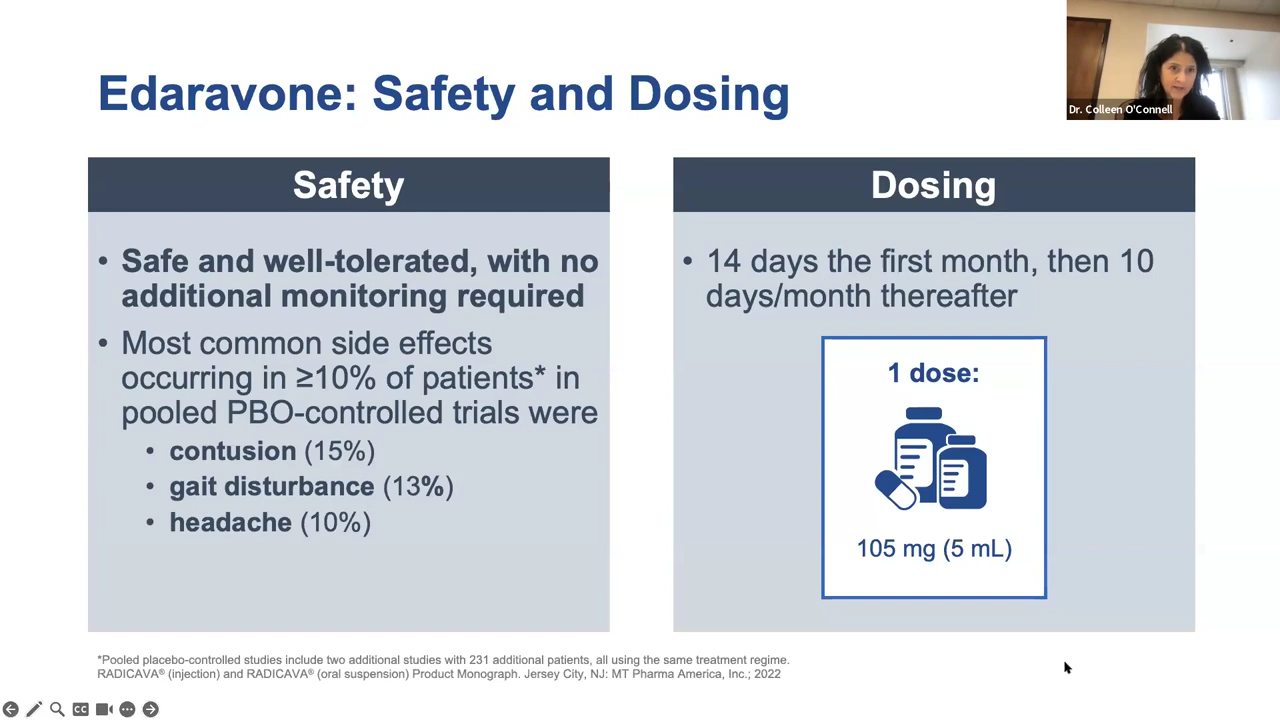 Edaravone: Safety and Dosing
Dr. Colleen O'Connell
Safety
• Safe and well-tolerated, with no
additional monitoring required
• Most common side effects
occurring in ≥10% of patients* in
pooled PBO-controlled trials were
• contusion (15%)
• gait disturbance (13%)
• headache (10%)
Dosing
• 14 days the first month, then 10
days/month thereafter
1 dose:
105 mg (5 mL)
*Pooled placebo-controlled studies include two additional studies with 231 additional patients, all using the same treatment regime.
RADICAVA® (injection) and RADICAVA® (oral suspension) Product Monograph. Jersey City, NJ: MT Pharma America, Inc.; 2022
CC